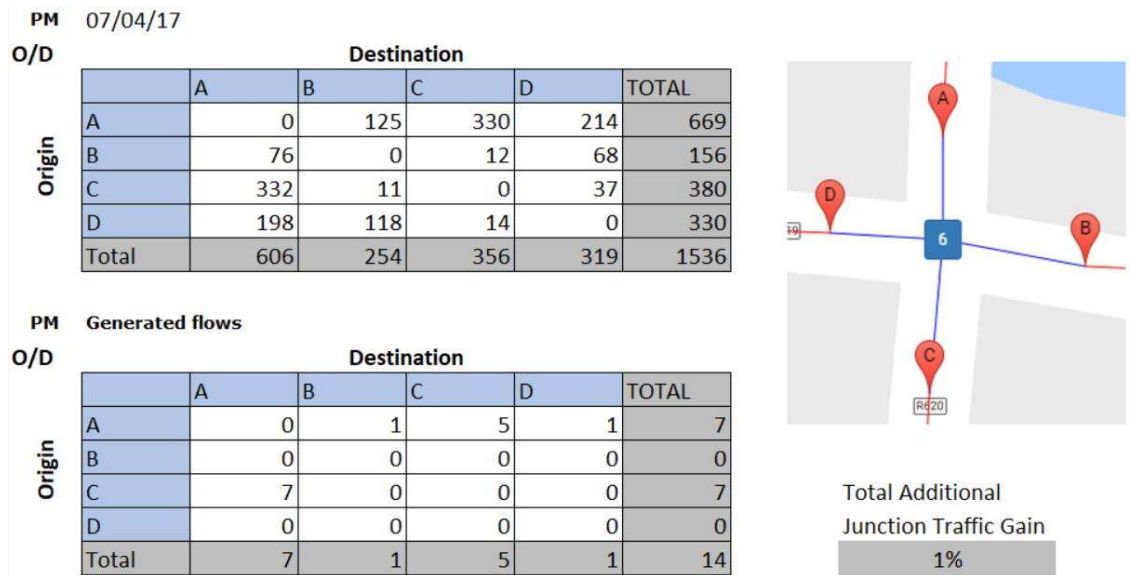 PM 07/04/17
O/D Destination
A B C D TOTAL
A 0 125 330 214 669
B 76 0 12 68 156
C 332 11 0 37 380
D 198 118 14 0 330
Total 606 254 356 319 1536
Origin
PM Generated flows
O/D Destination
A B C D TOTAL
A 0 1 5 1 7
B 0 0 0 0 0
C 7 0 0 0 7
D 0 0 0 0 0
Total 7 1 5 1 14
Origin
A
D
B
6
C
R620
Total Additional
Junction Traffic Gain
1%